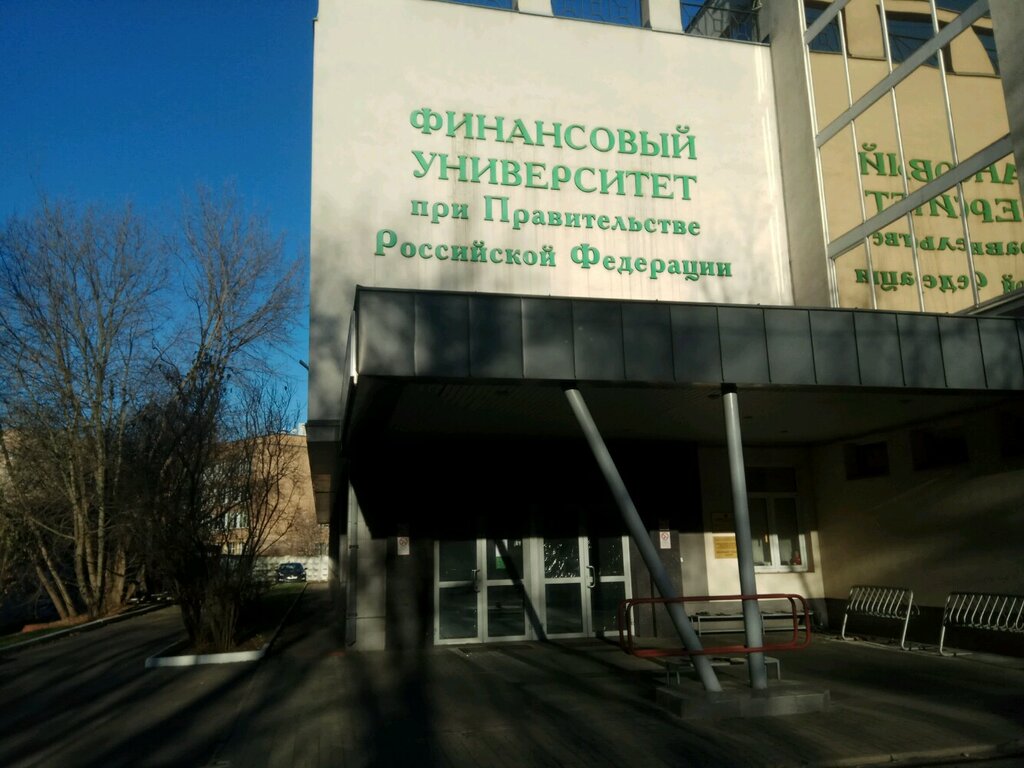 ФИНАНСОВЫЙ
УНИВЕРСИТЕТ
при Правительстве
Российской Федерации